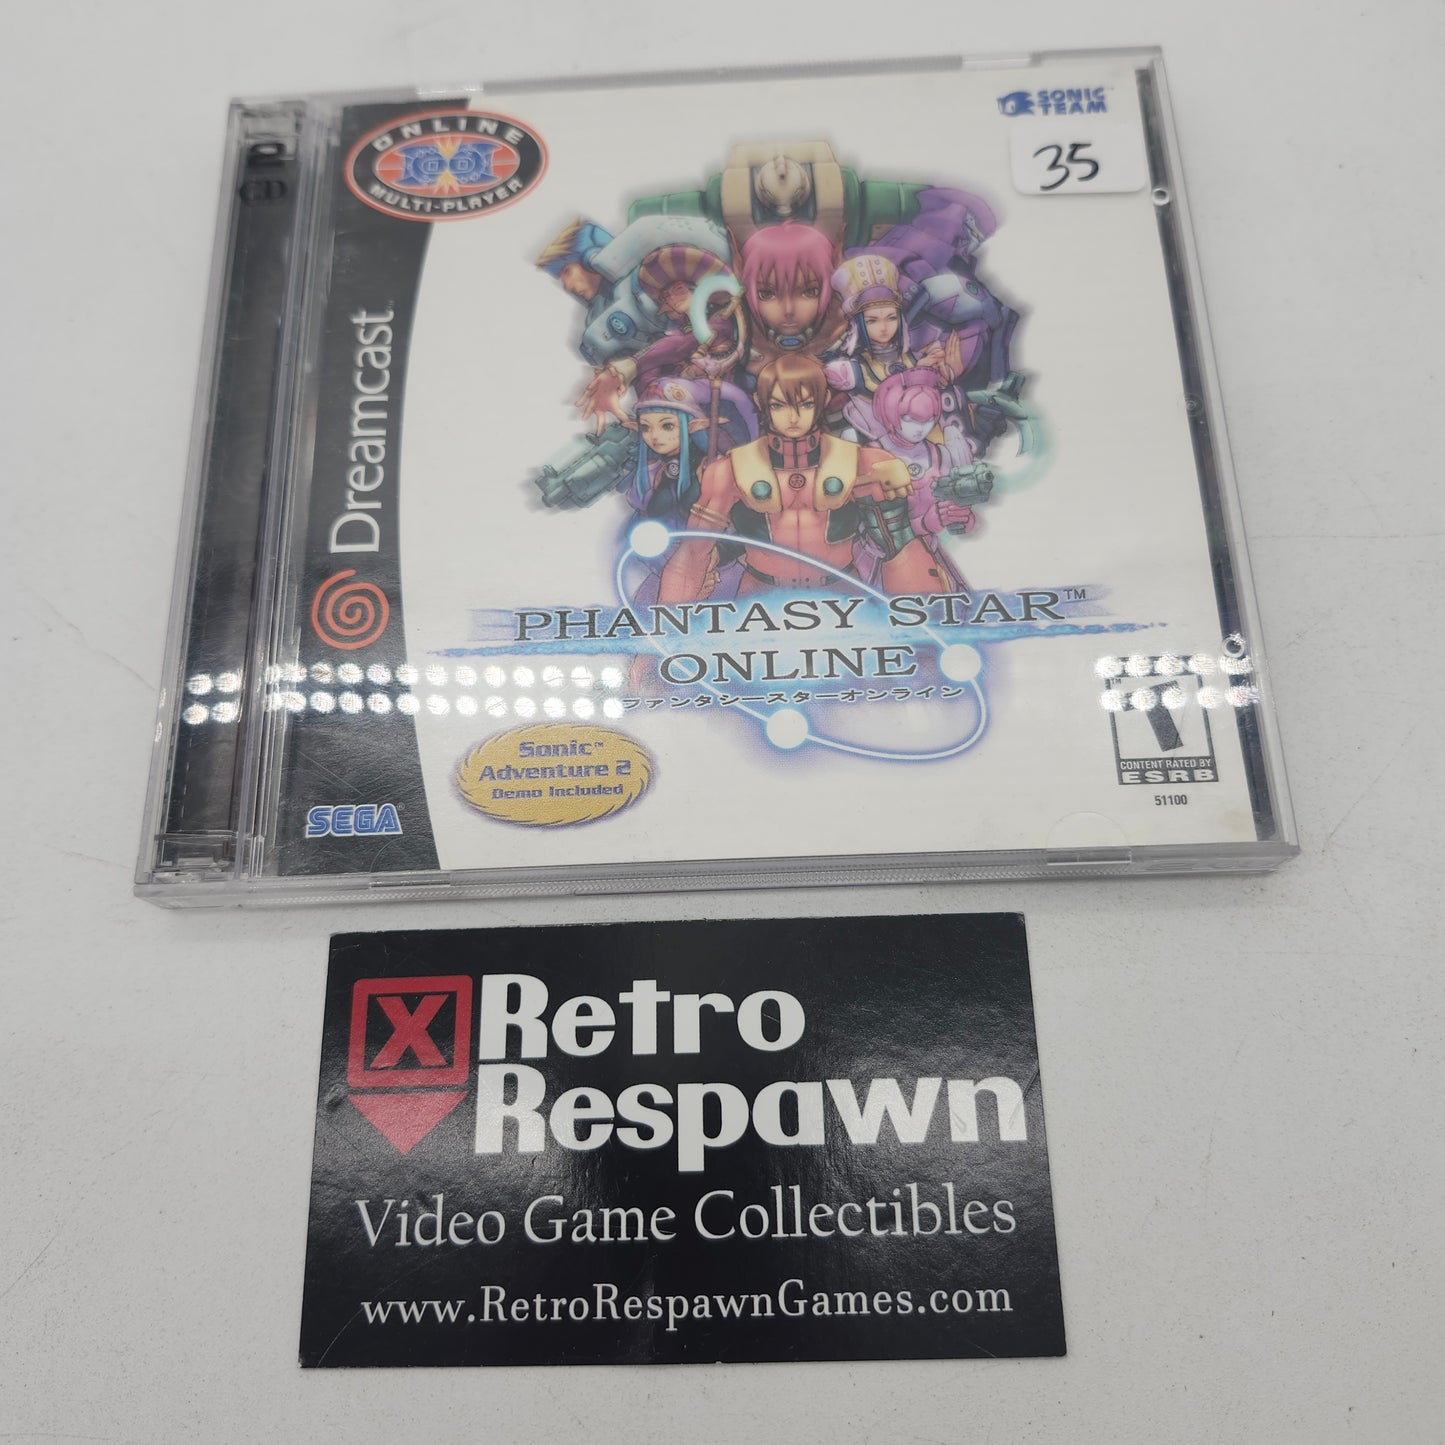 2
CD
ONLINE
MULTI-PLAYER
Dreamcast
SEGA®
SONIC
TEAM
35
PHANTASY STAR™
ONLINE
ファンタシースターオンライン
Sonic™
Adventure 2
Demo Included
T
CONTENT RATED BY
ESRB
51100
X
Retro
Respawn
Video Game Collectibles
www.RetroRespawnGames.com